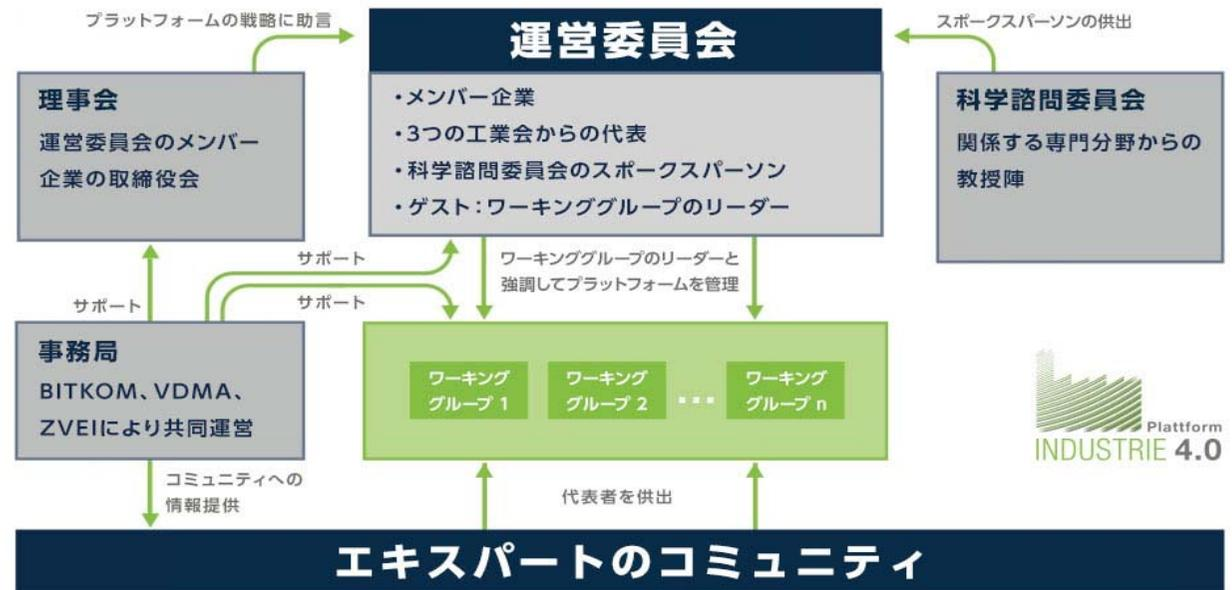 プラットフォームの戦略に助言
運営委員会
スポークスパーソンの供出
理事会
運営委員会のメンバー
企業の取締役会
・メンバー企業
・3つの工業会からの代表
・科学諮問委員会のスポークスパーソン
・ゲスト：ワーキンググループのリーダー
科学諮問委員会
関係する専門分野からの
教授陣
サポート
サポート
サポート
ワーキンググループのリーダーと
強調してプラットフォームを管理
事務局
BITKOM、VDMA、
ZVEIにより共同運営
ワーキング
グループ 1
ワーキング
グループ 2
...
ワーキング
グループ n
Plattform
INDUSTRIE 4.0
コミュニティへの
情報提供
代表者を供出
エキスパートのコミュニティ